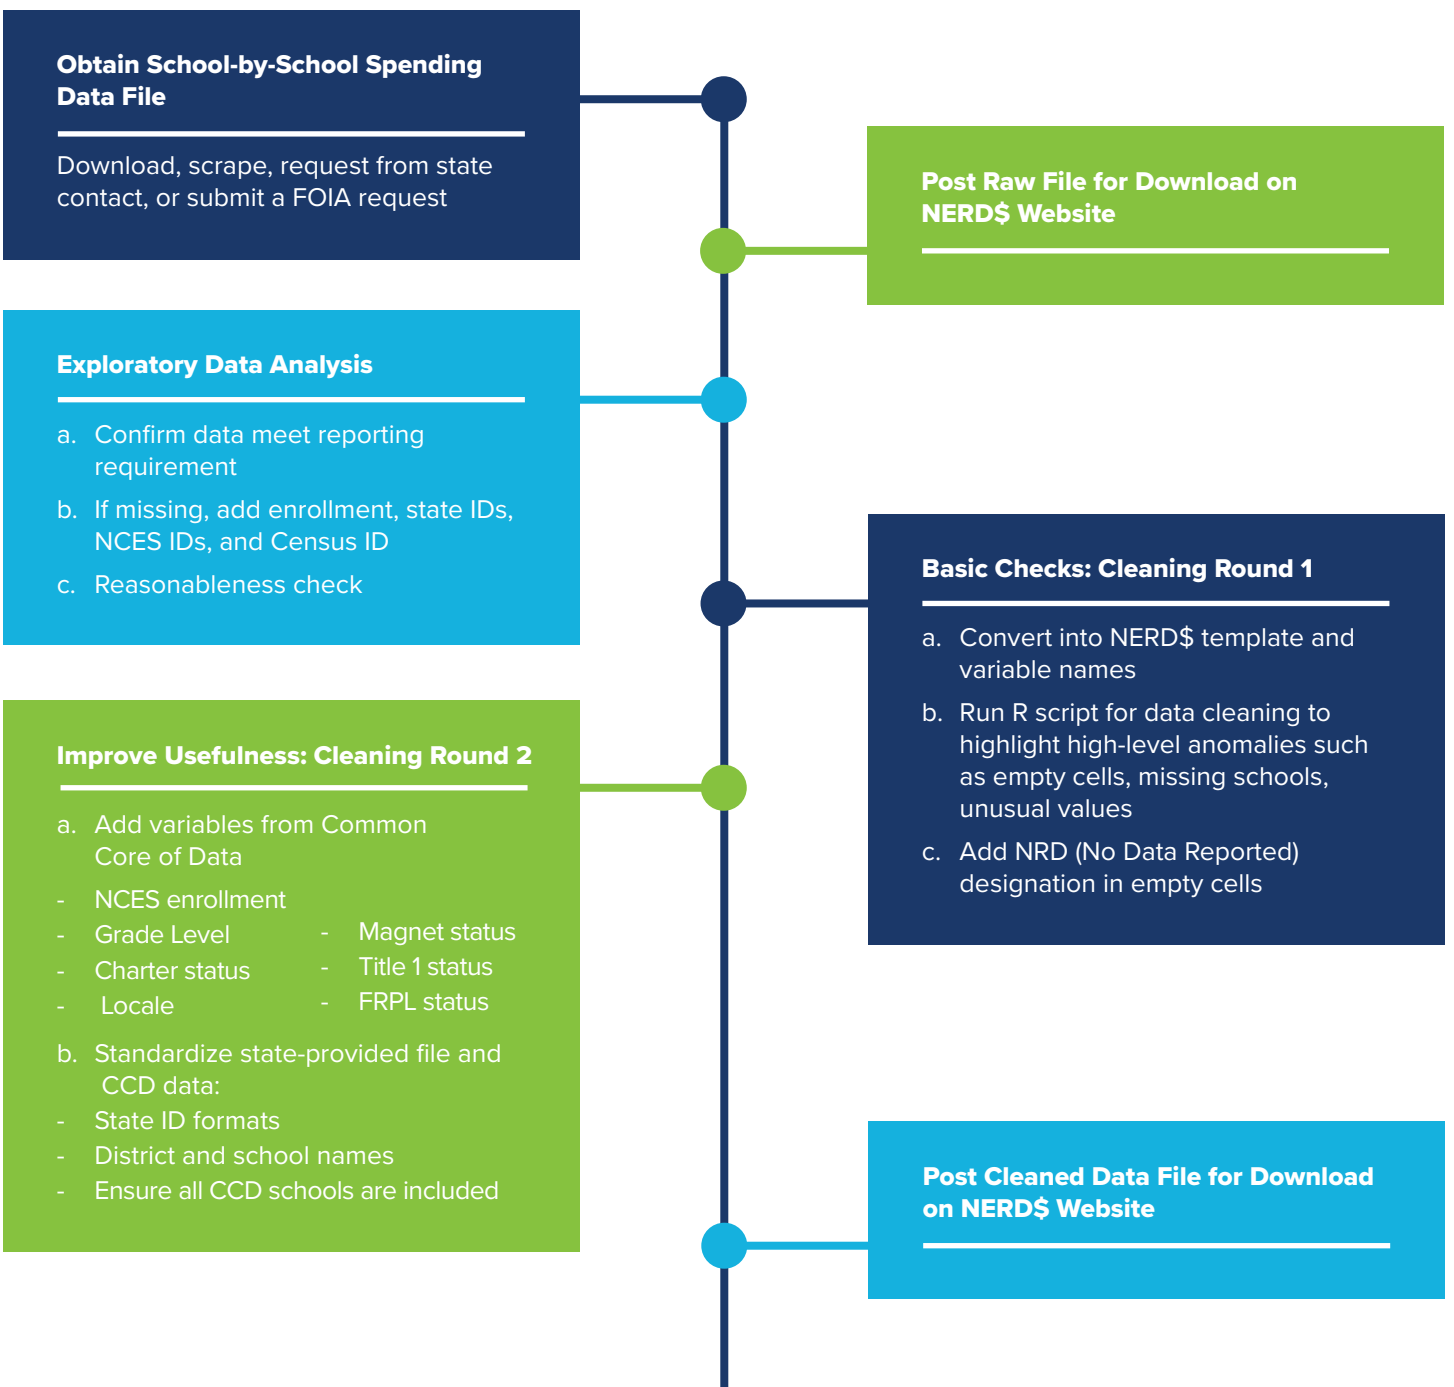 Obtain School-by-School Spending
Data File
Download, scrape, request from state
contact, or submit a FOIA request
Post Raw File for Download on
NERD$ Website
Exploratory Data Analysis
a. Confirm data meet reporting
requirement
b. If missing, add enrollment, state IDs,
NCES IDs, and Census ID
c. Reasonableness check
Basic Checks: Cleaning Round 1
a. Convert into NERD$ template and
variable names
b. Run R script for data cleaning to
highlight high-level anomalies such
as empty cells, missing schools,
unusual values
c. Add NRD (No Data Reported)
designation in empty cells
Improve Usefulness: Cleaning Round 2
a. Add variables from Common
Core of Data
- NCES enrollment
- Grade Level
- Charter status
- Locale
- Magnet status
- Title 1 status
- FRPL status
b. Standardize state-provided file and
CCD data:
- State ID formats
- District and school names
- Ensure all CCD schools are included
Post Cleaned Data File for Download
on NERD$ Website